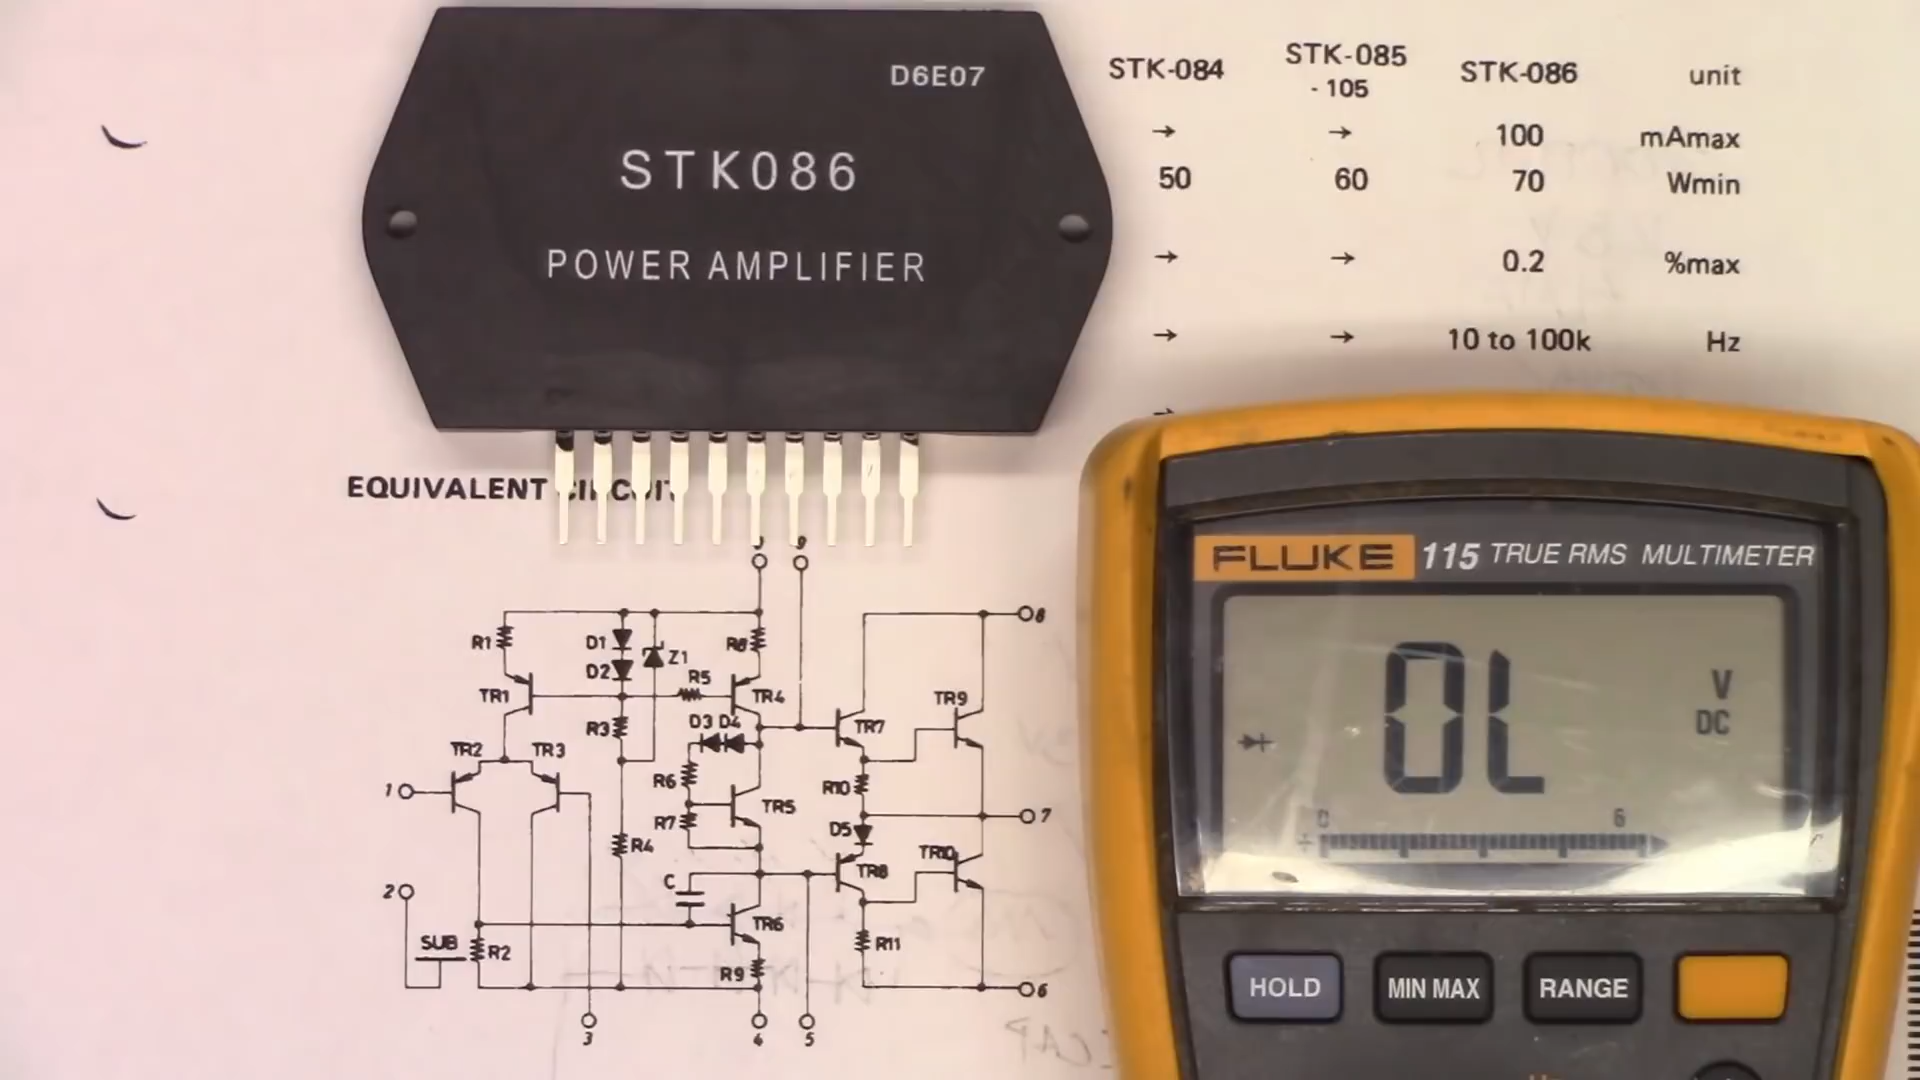 D6E07
STK086
POWER AMPLIFIER
STK-084 STK-085 - 105 STK-086 unit
→ → 100 mAmax
50 60 70 Wmin
→ → 0.2 %max
→ → 10 to 100k Hz
→
EQUIVALENT CIRCUIT
9
8
R1
D1
Z1
D2
R5
TR1
TR4
TR9
R3
D3 D4
TR7
TR2
TR3
R6
R10
1
TR5
7
R7
D5
R4
TR10
TR8
C
2
TR6
SUB
R2
R11
R9
6
3
4
5
FLUKE 115 TRUE RMS MULTIMETER
OL
V
DC
0 6
+
HOLD
MIN MAX
RANGE